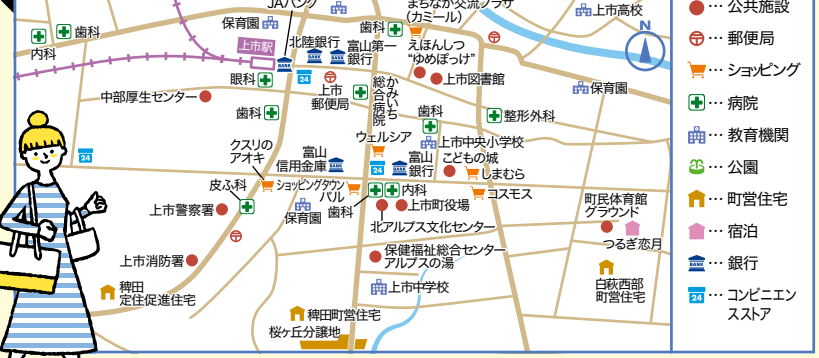 JAバンク
まちなか交流プラザ
（カミール）
保育園
歯科
上市高校
N
内科
歯科
上市駅
北陸銀行
富山第一
銀行
えほんしつ
“ゆめぽっけ”
BANK
24
眼科
上市
郵便局
かみいち
総合病院
上市図書館
保育園
中部厚生センター
歯科
歯科
整形外科
ウエルシア
上市中央小学校
24
クスリの
アオキ
富山
信用金庫
BANK
24
BANK
富山
銀行
こどもの城
しまむら
皮ふ科
ショッピングタウン
パル
内科
コスモス
上市警察署
保育園
歯科
上市町役場
町民体育館
グラウンド
北アルプス文化センター
つるぎ恋月
上市消防署
保健福祉総合センター
アルプスの湯
稗田
定住促進住宅
上市中学校
白萩西部
町営住宅
稗田町営住宅
桜ヶ丘分譲地
… 公共施設
… 郵便局
… ショッピング
… 病院
… 教育機関
… 公園
… 町営住宅
… 宿泊
BANK … 銀行
24 … コンビニエン
スストア